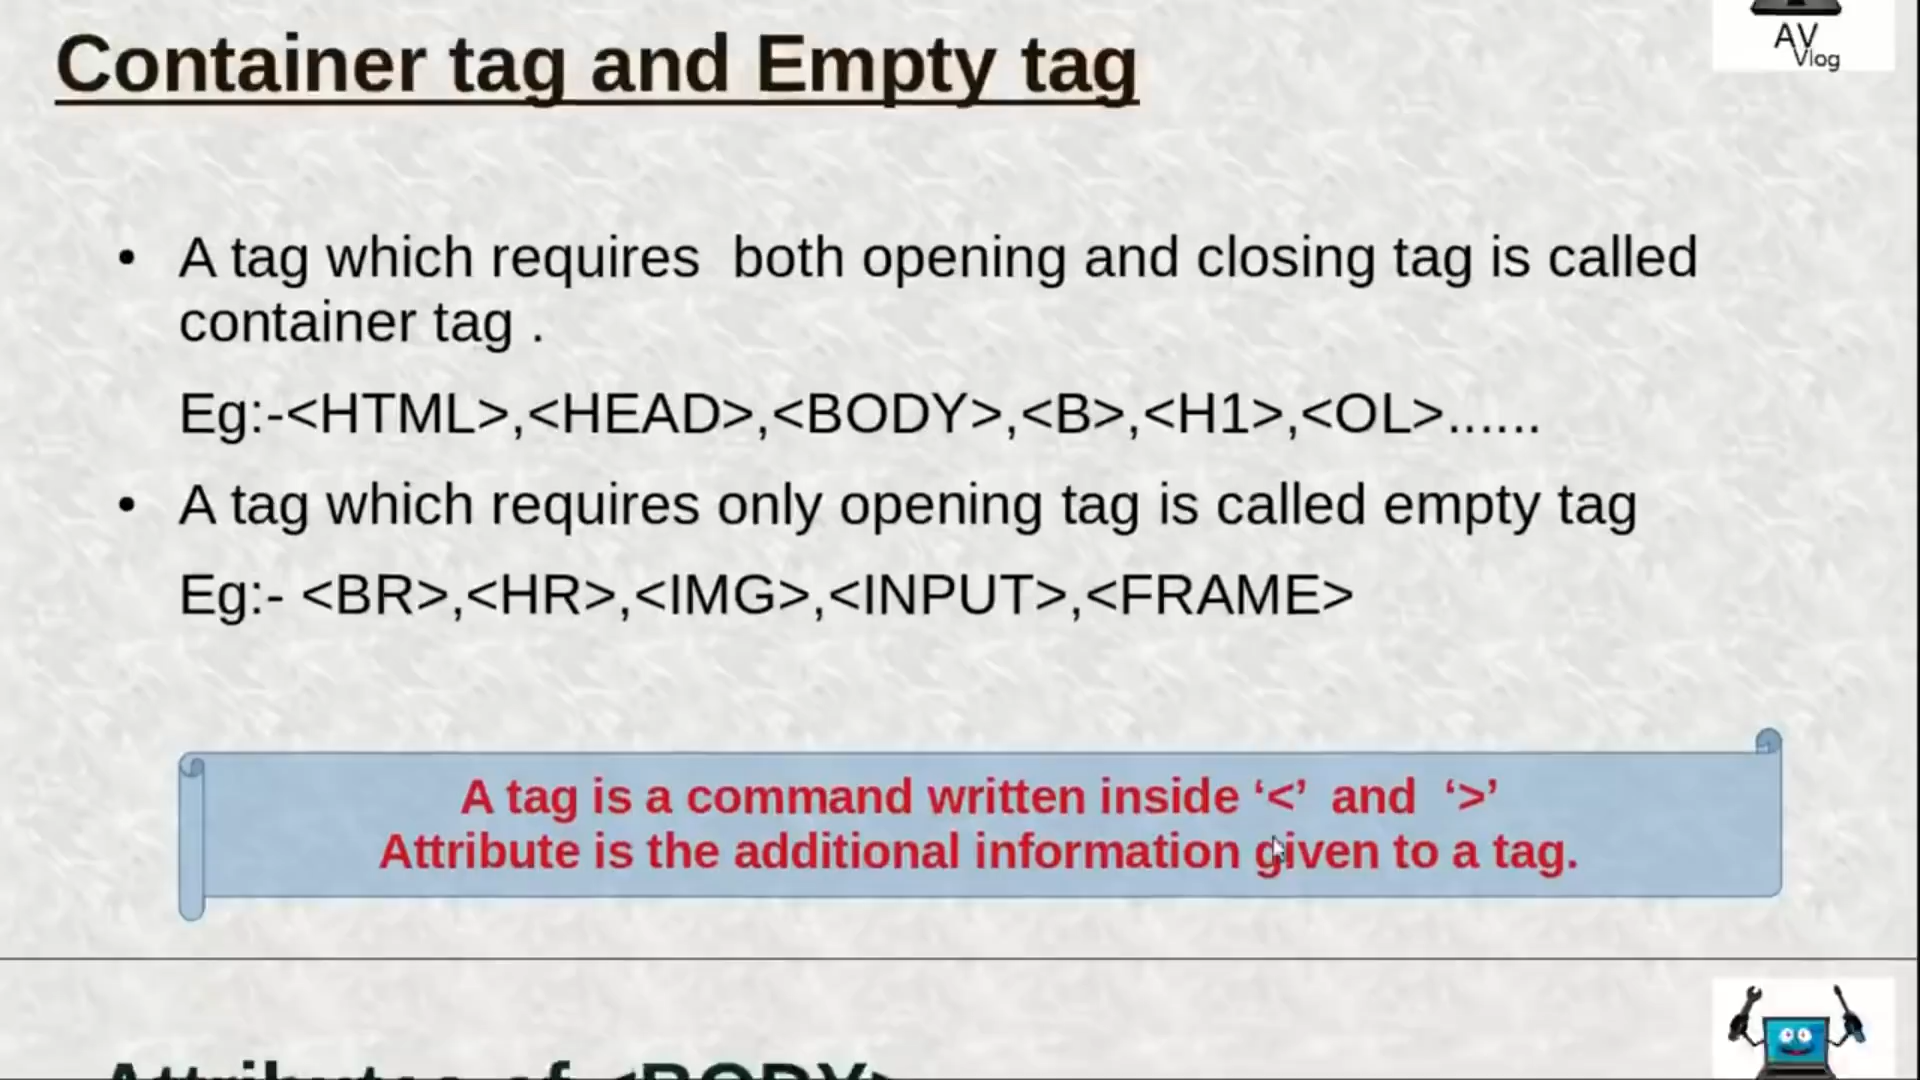 AV
Vlog
Container tag and Empty tag
• A tag which requires  both opening and closing tag is called
container tag .
Eg:-<HTML>,<HEAD>,<BODY>,<B>,<H1>,<OL>......
• A tag which requires only opening tag is called empty tag
Eg:- <BR>,<HR>,<IMG>,<INPUT>,<FRAME>
A tag is a command written inside ‘<’  and  ‘>’
Attribute is the additional information given to a tag.
Attributes of <BODY>